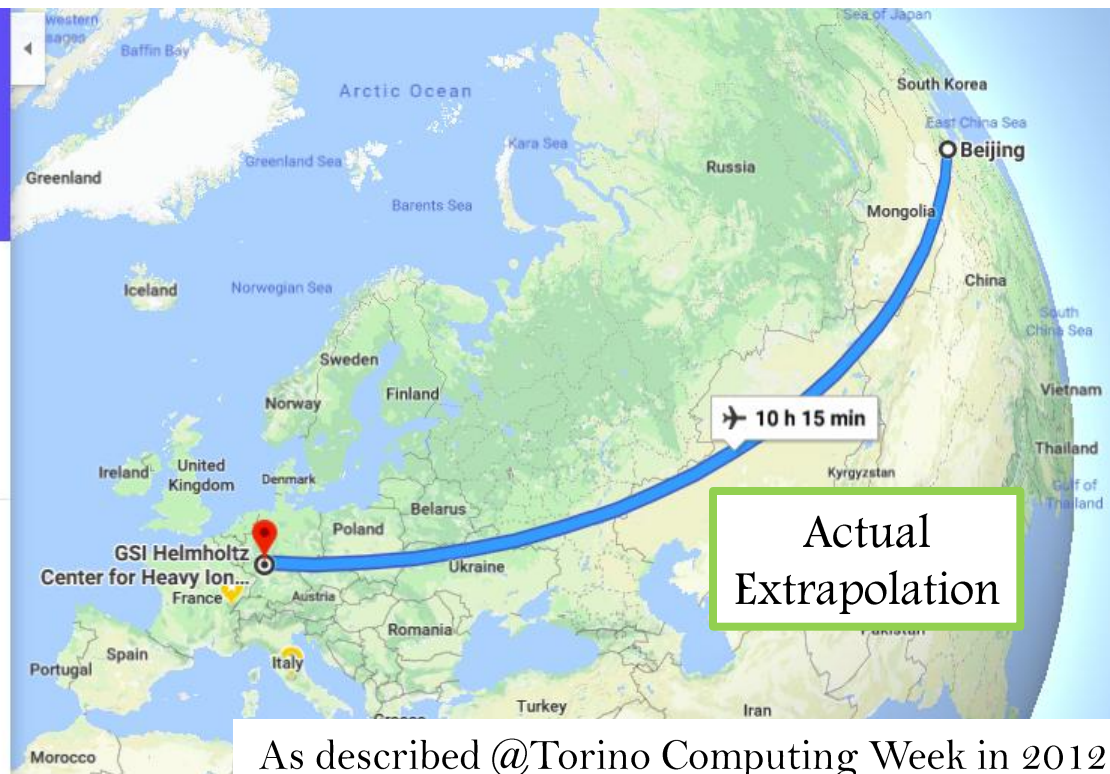 western
Baffin Bay
Sea of Japan
Arctic Ocean
South Korea
East China Sea
Beijing
Kara Sea
Greenland Sea
Russia
Greenland
Barents Sea
Mongolia
Iceland
Norwegian Sea
China
South
China Sea
Sweden
Finland
Norway
Vietnam
10 h 15 min
Ireland
United
Kingdom
Denmark
Thailand
Kyrgyzstan
Gulf of
Thailand
Belarus
Poland
Actual
Extrapolation
GSI Helmholtz
Center for Heavy Ion...
Ukraine
France
Austria
Romania
Portugal
Spain
Italy
Turkey
Iran
Morocco
As described @Torino Computing Week in 2012